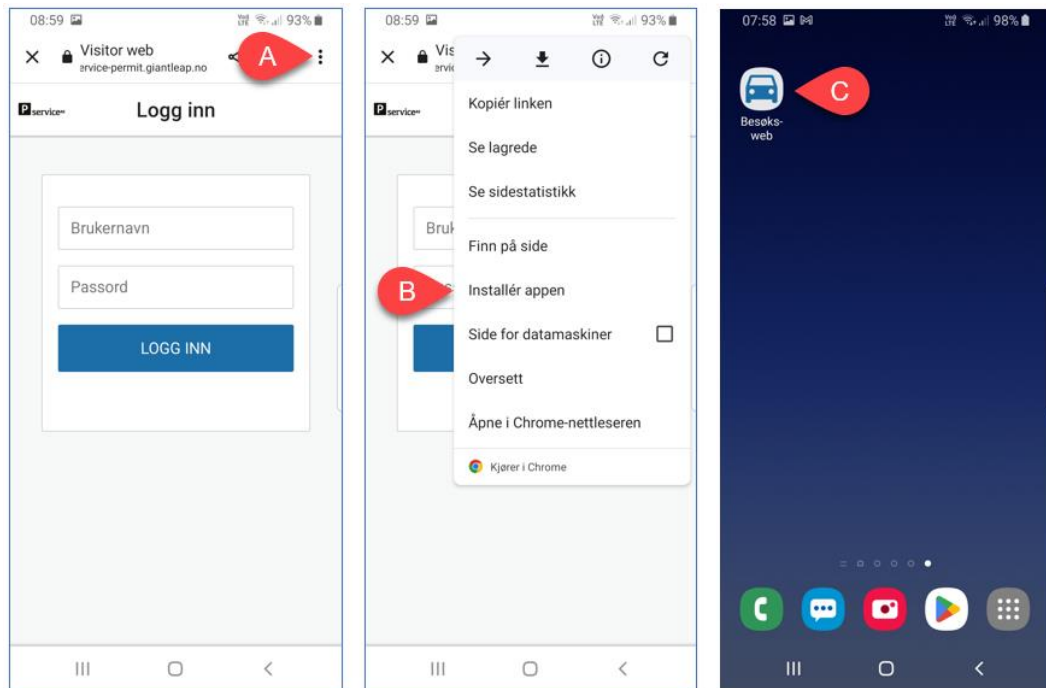 08:59
93%
Visitor web
ervice-permit.giantleap.no
A
P service
Logg inn
Brukernavn
Passord
LOGG INN
08:59
93%
Vis
ervic
P service
Kopiér linken
Se lagrede
Se sidestatistikk
Bruk
Finn på side
B
Installér appen
Side for datamaskiner
Oversett
Åpne i Chrome-nettleseren
Kjører i Chrome
07:58
98%
C
Besøks-
web